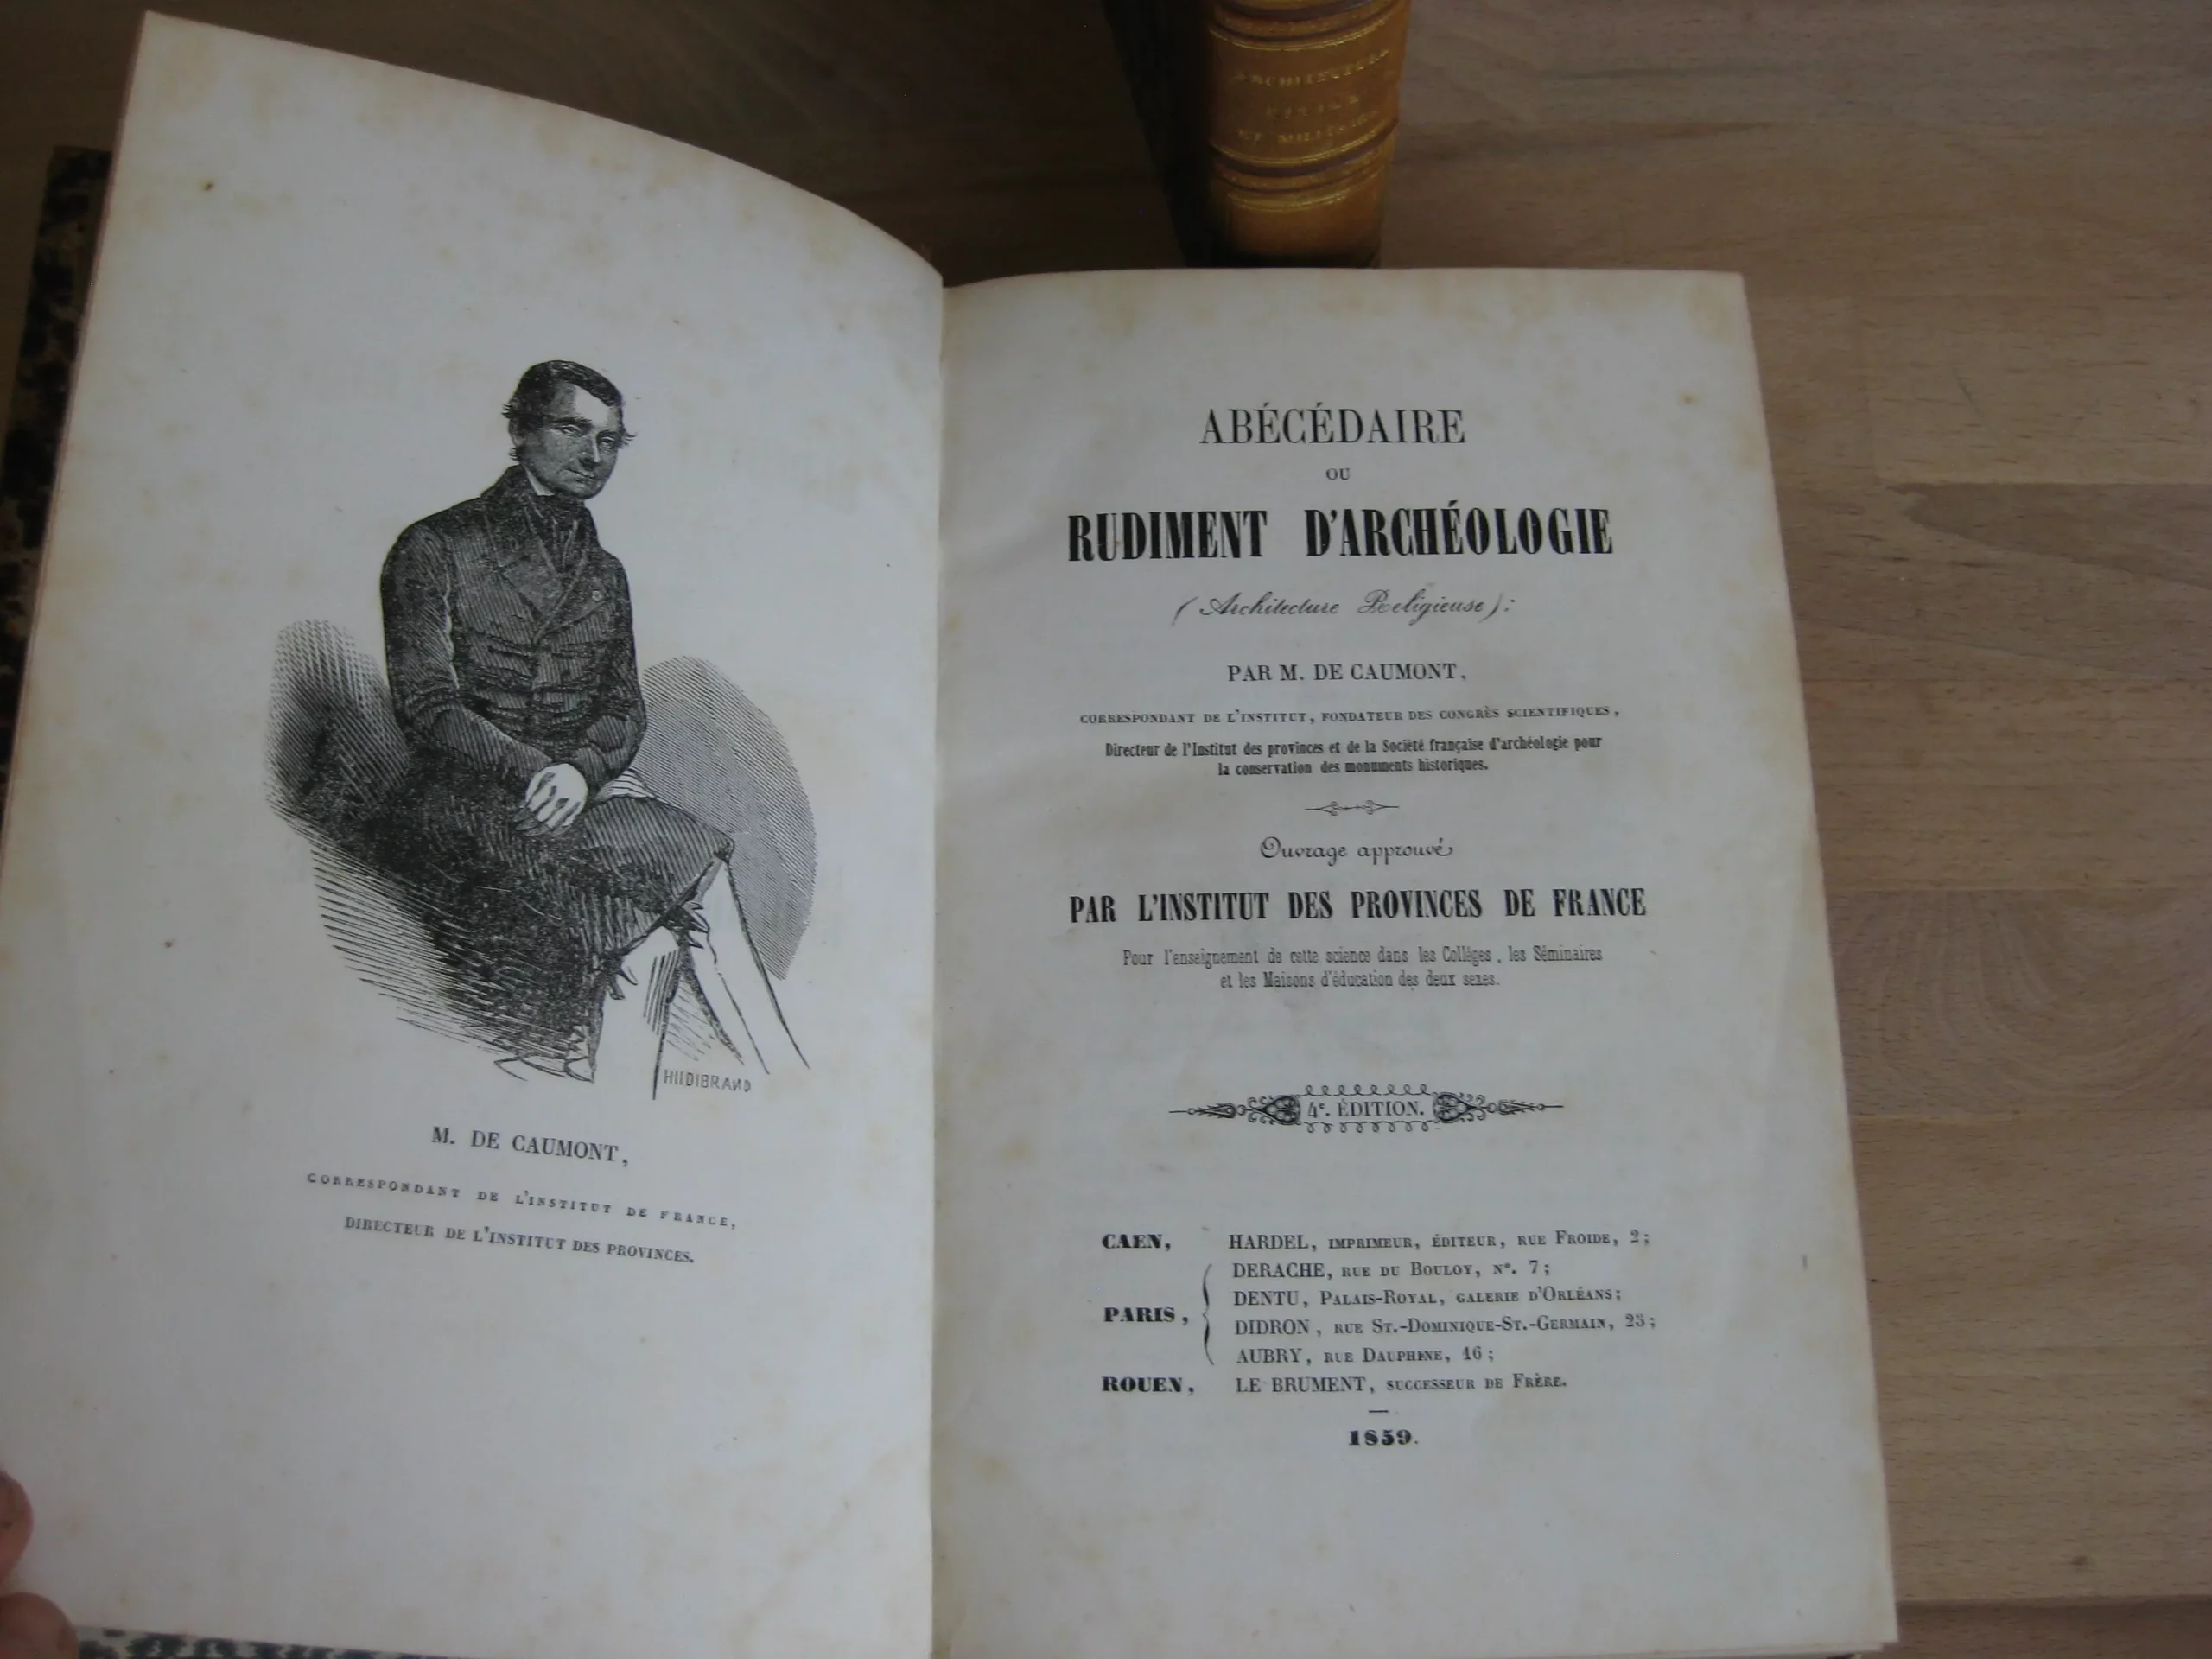 ARCHITECTURE
CIVILE
ET MILITAIRE
HILDIBRAND
M. DE CAUMONT,
CORRESPONDANT DE L'INSTITUT DE FRANCE,
DIRECTEUR DE L'INSTITUT DES PROVINCES.
ABÉCÉDAIRE
OU
RUDIMENT D'ARCHÉOLOGIE
(Architecture Religieuse):
PAR M. DE CAUMONT,
CORRESPONDANT DE L'INSTITUT, FONDATEUR DES CONGRÈS SCIENTIFIQUES,
Directeur de l'Institut des provinces et de la Société française d'archéologie pour
la conservation des monuments historiques.
Ouvrage approuvé
PAR L'INSTITUT DES PROVINCES DE FRANCE
Pour l'enseignement de cette science dans les Colléges, les Séminaires
et les Maisons d'éducation des deux sexes.
4e. ÉDITION.
CAEN, HARDEL, IMPRIMEUR, ÉDITEUR, RUE FROIDE, 2;
DERACHE, RUE DU BOULOY, No. 7;
DENTU, PALAIS-ROYAL, GALERIE D'ORLÉANS;
PARIS, DIDRON, RUE ST.-DOMINIQUE-ST.-GERMAIN, 23;
AUBRY, RUE DAUPHINE, 16;
ROUEN, LE BRUMENT, SUCCESSEUR DE FRÈRE.
1859.